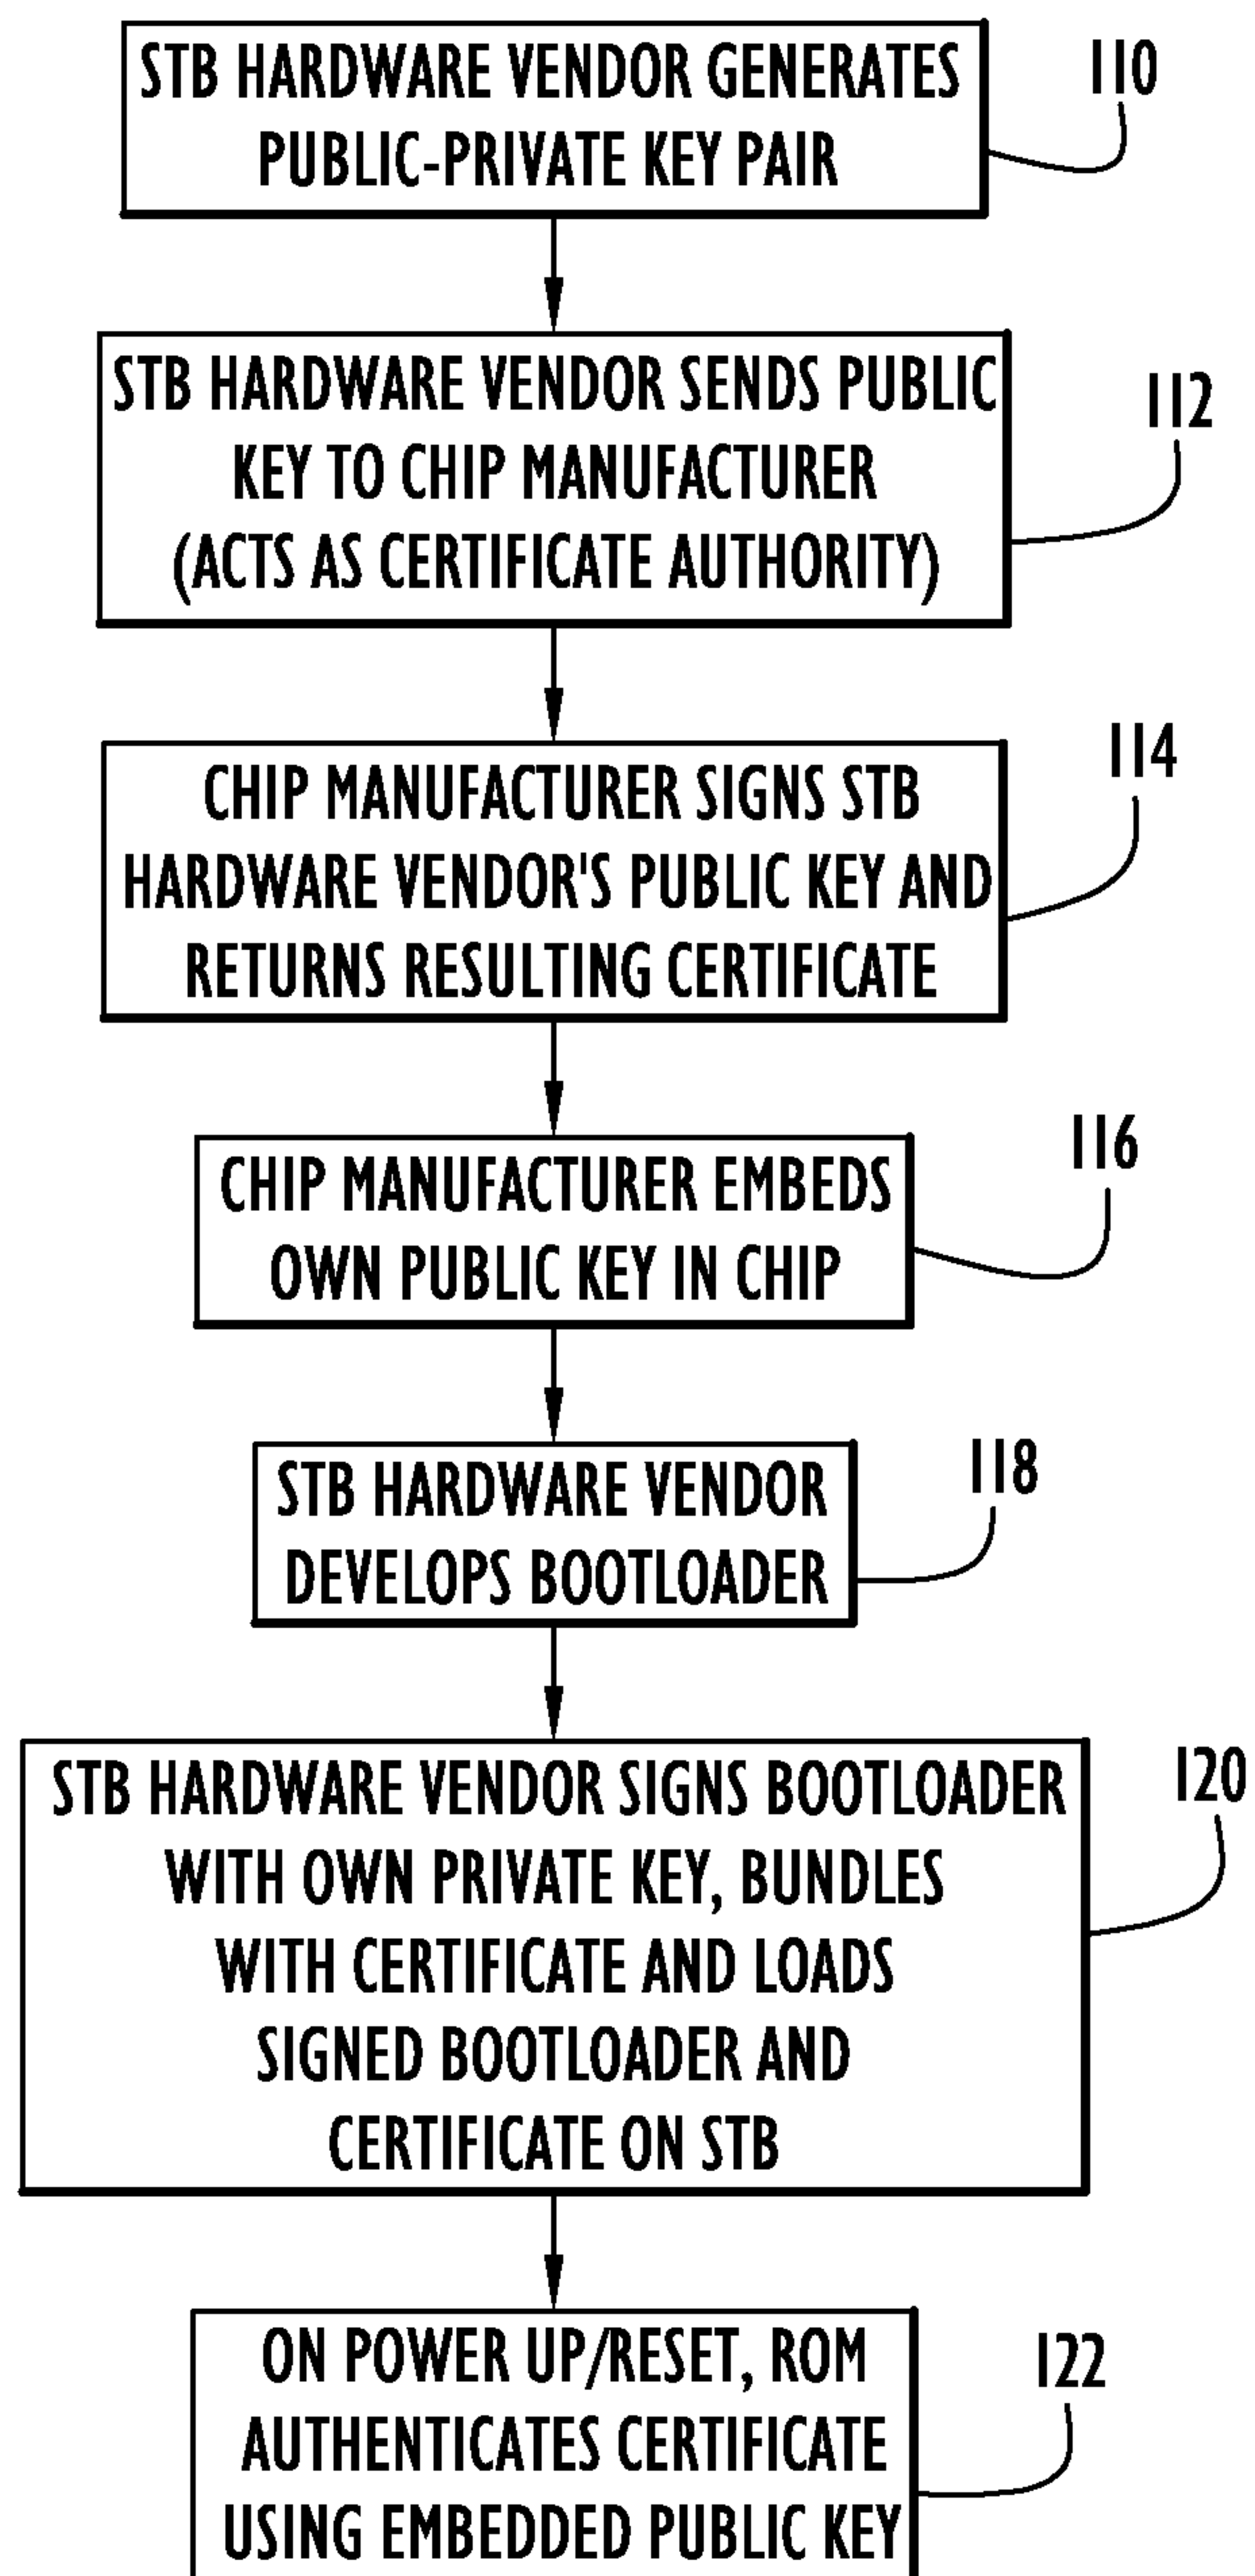 STB HARDWARE VENDOR GENERATES
PUBLIC-PRIVATE KEY PAIR
110
STB HARDWARE VENDOR SENDS PUBLIC
KEY TO CHIP MANUFACTURER
(ACTS AS CERTIFICATE AUTHORITY)
112
CHIP MANUFACTURER SIGNS STB
HARDWARE VENDOR'S PUBLIC KEY AND
RETURNS RESULTING CERTIFICATE
114
CHIP MANUFACTURER EMBEDS
OWN PUBLIC KEY IN CHIP
116
STB HARDWARE VENDOR
DEVELOPS BOOTLOADER
118
STB HARDWARE VENDOR SIGNS BOOTLOADER
WITH OWN PRIVATE KEY, BUNDLES
WITH CERTIFICATE AND LOADS
SIGNED BOOTLOADER AND
CERTIFICATE ON STB
120
ON POWER UP/RESET, ROM
AUTHENTICATES CERTIFICATE
USING EMBEDDED PUBLIC KEY
122